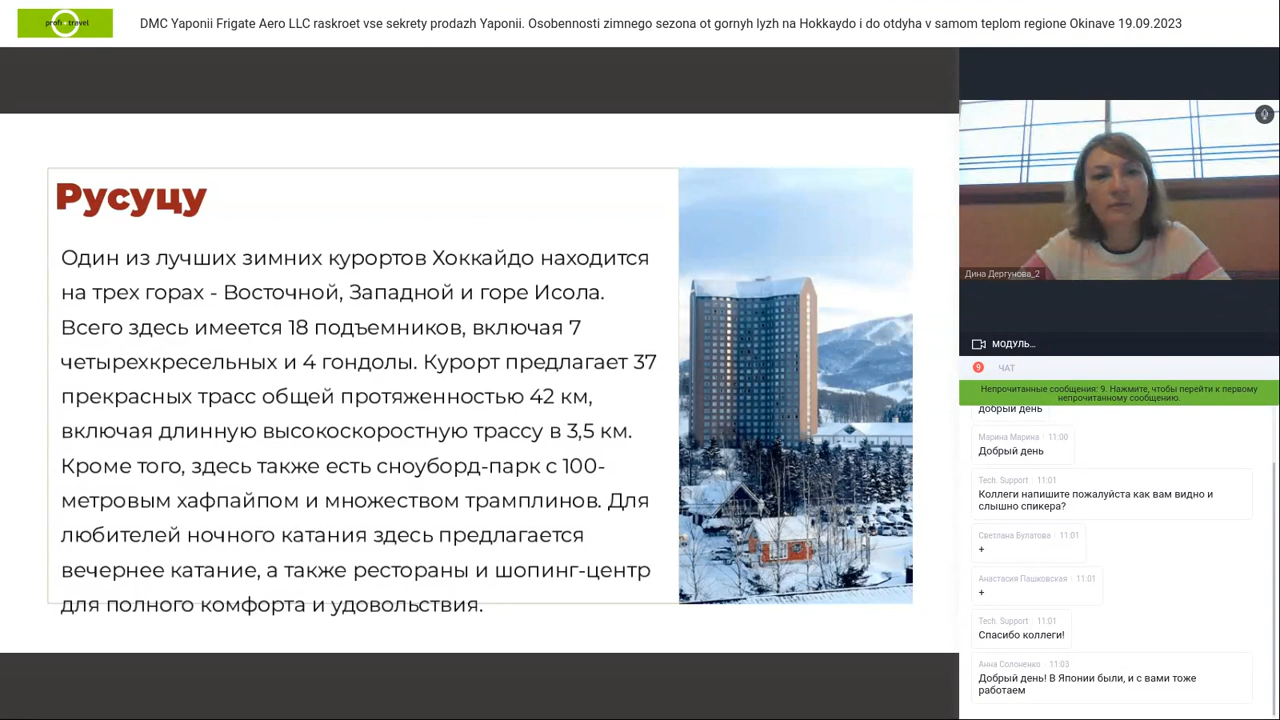 profi travel
DMC Yaponii Frigate Aero LLC raskroet vse sekrety prodazh Yaponii. Osobennosti zimnego sezona ot gornyh lyzh na Hokkaydo i do otdyha v samom teplom regione Okinave 19.09.2023
Русуцу
Один из лучших зимних курортов Хоккайдо находится
на трех горах - Восточной, Западной и горе Исола.
Всего здесь имеется 18 подъемников, включая 7
четырехкресельных и 4 гондолы. Курорт предлагает 37
прекрасных трасс общей протяженностью 42 км,
включая длинную высокоскоростную трассу в 3,5 км.
Кроме того, здесь также есть сноуборд-парк с 100-
метровым хафпайпом и множеством трамплинов. Для
любителей ночного катания здесь предлагается
вечернее катание, а также рестораны и шопинг-центр
для полного комфорта и удовольствия.
Дина Дергунова_2
МОДУЛЬ...
9 ЧАТ
Непрочитанные сообщения: 9. Нажмите, чтобы перейти к первому
непрочитанному сообщению.
добрый день
Марина Марина 11:00
Добрый день
Tech. Support 11:01
Коллеги напишите пожалуйста как вам видно и
слышно спикера?
Светлана Булатова 11:01
+
Анастасия Пашковская 11:01
+
Tech. Support 11:01
Спасибо коллеги!
Анна Солоненко 11:03
Добрый день! В Японии были, и с вами тоже
работаем